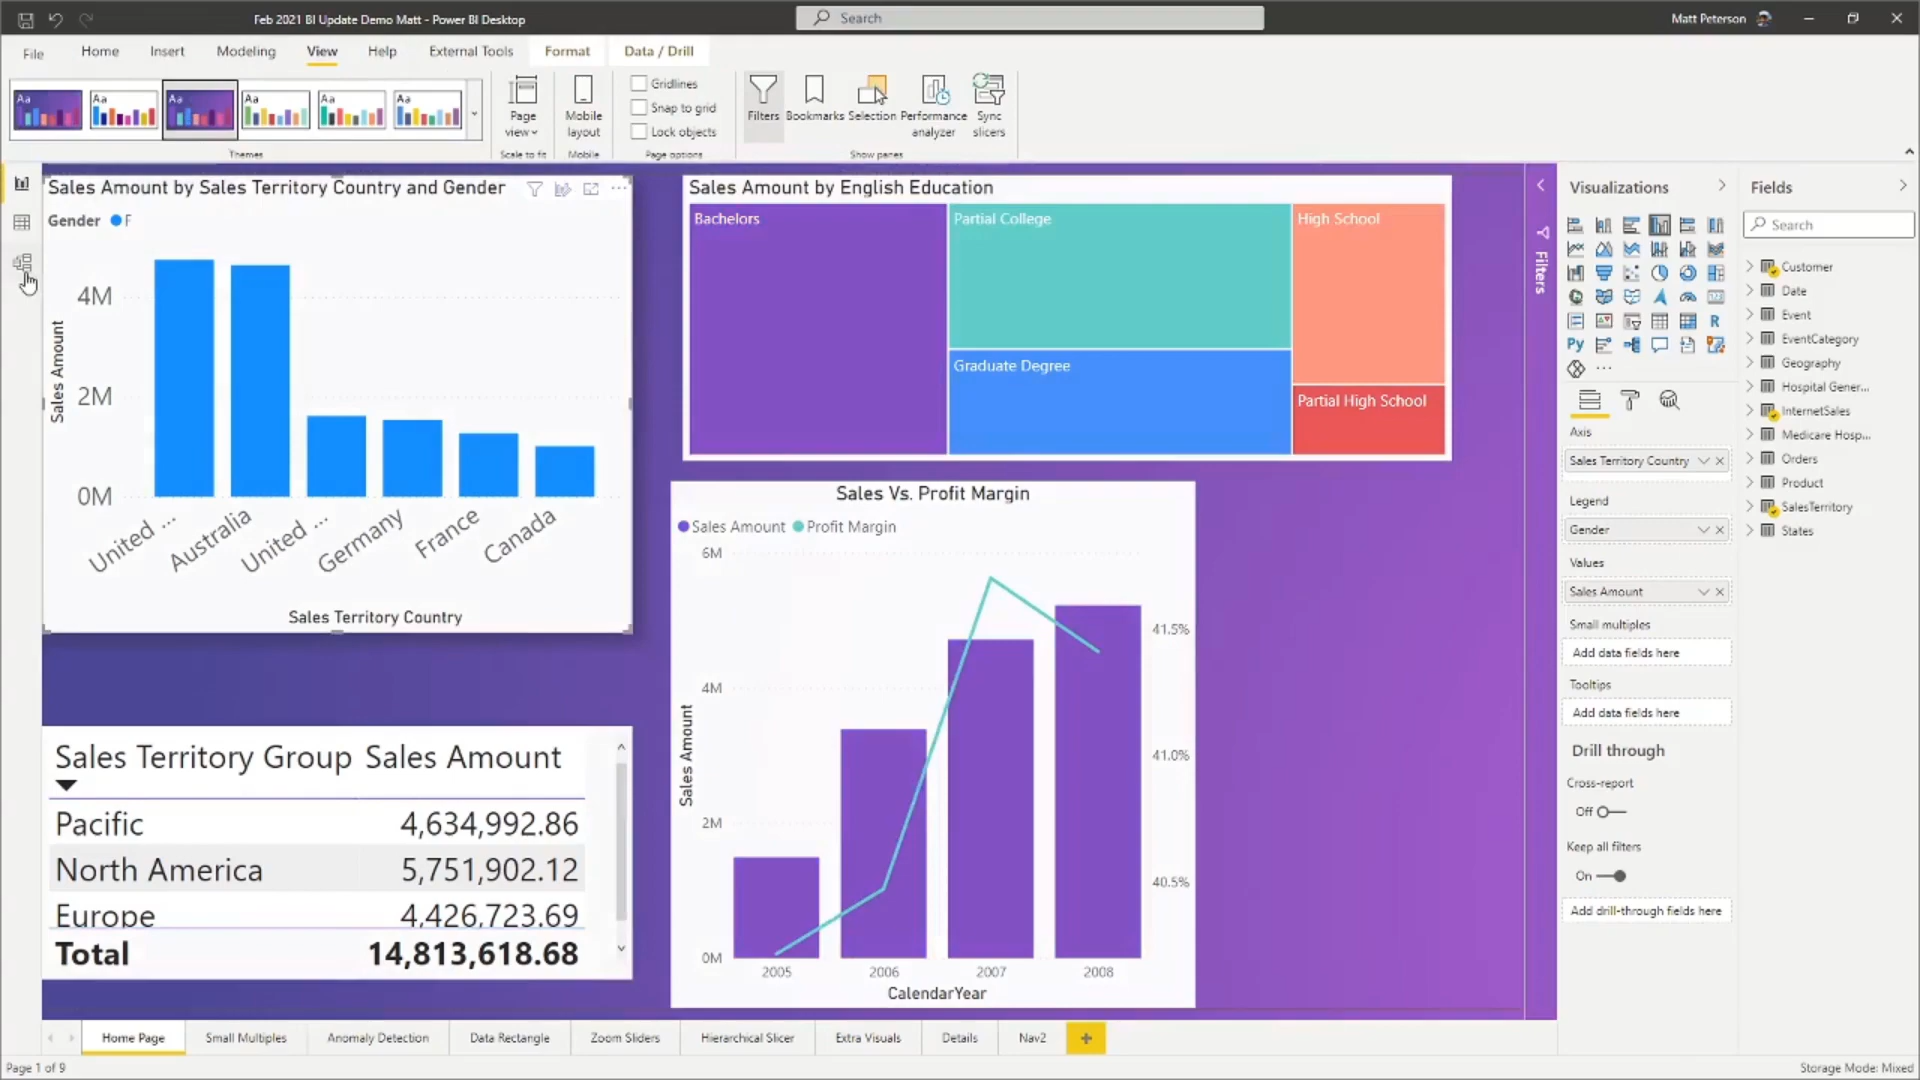 Feb 2021 BI Update Demo Matt - Power BI Desktop
Search
Matt Peterson
File
Home
Insert
Modeling
View
Help
External Tools
Format
Data / Drill
Aa
Aa
Aa
Aa
Aa
Aa
Themes
Page
view
Scale to fit
Mobile
layout
Mobile
Gridlines
Snap to grid
Lock objects
Page options
Filters
Bookmarks
Selection
Performance
analyzer
Sync
slicers
Show panes
Sales Amount by Sales Territory Country and Gender
Gender F
4M
2M
0M
Sales Amount
United ...
Australia
United ...
Germany
France
Canada
Sales Territory Country
Sales Amount by English Education
Bachelors
Partial College
High School
Graduate Degree
Partial High School
Sales Vs. Profit Margin
Sales Amount Profit Margin
6M
4M
2M
0M
Sales Amount
41.5%
41.0%
40.5%
2005
2006
2007
2008
CalendarYear
Sales Territory Group Sales Amount
Pacific 4,634,992.86
North America 5,751,902.12
Europe 4,426,723.69
Total 14,813,618.68
Filters
Visualizations
R
Py
...
Axis
Sales Territory Country
Legend
Gender
Values
Sales Amount
Small multiples
Add data fields here
Tooltips
Add data fields here
Drill through
Cross-report
Off
Keep all filters
On
Add drill-through fields here
Fields
Search
Customer
Date
Event
EventCategory
Geography
Hospital Gener...
InternetSales
Medicare Hosp...
Orders
Product
SalesTerritory
States
Home Page
Small Multiples
Anomaly Detection
Data Rectangle
Zoom Sliders
Hierarchical Slicer
Extra Visuals
Details
Nav2
+
Page 1 of 9
Storage Mode: Mixed